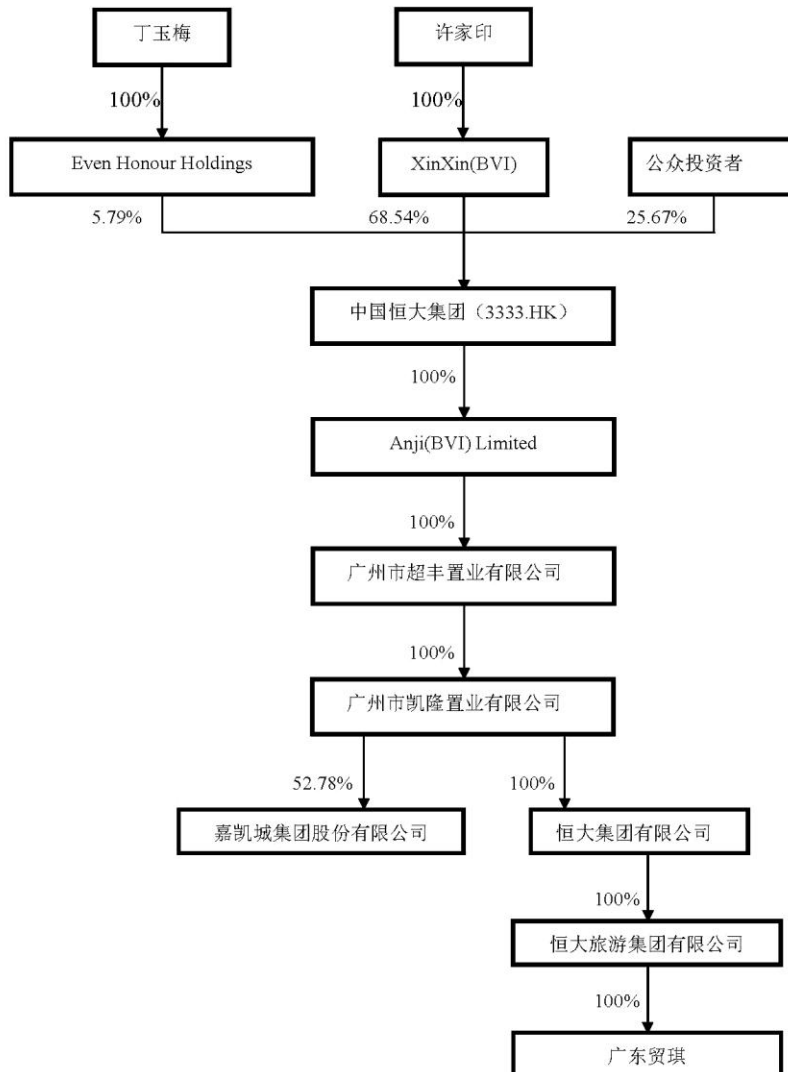 丁玉梅
许家印
100%
100%
Even Honour Holdings
XinXin(BVI)
公众投资者
5.79%
68.54%
25.67%
中国恒大集团（3333.HK）
100%
Anji(BVI) Limited
100%
广州市超丰置业有限公司
100%
广州市凯隆置业有限公司
52.78%
100%
嘉凯城集团股份有限公司
恒大集团有限公司
100%
恒大旅游集团有限公司
100%
广东贸琪